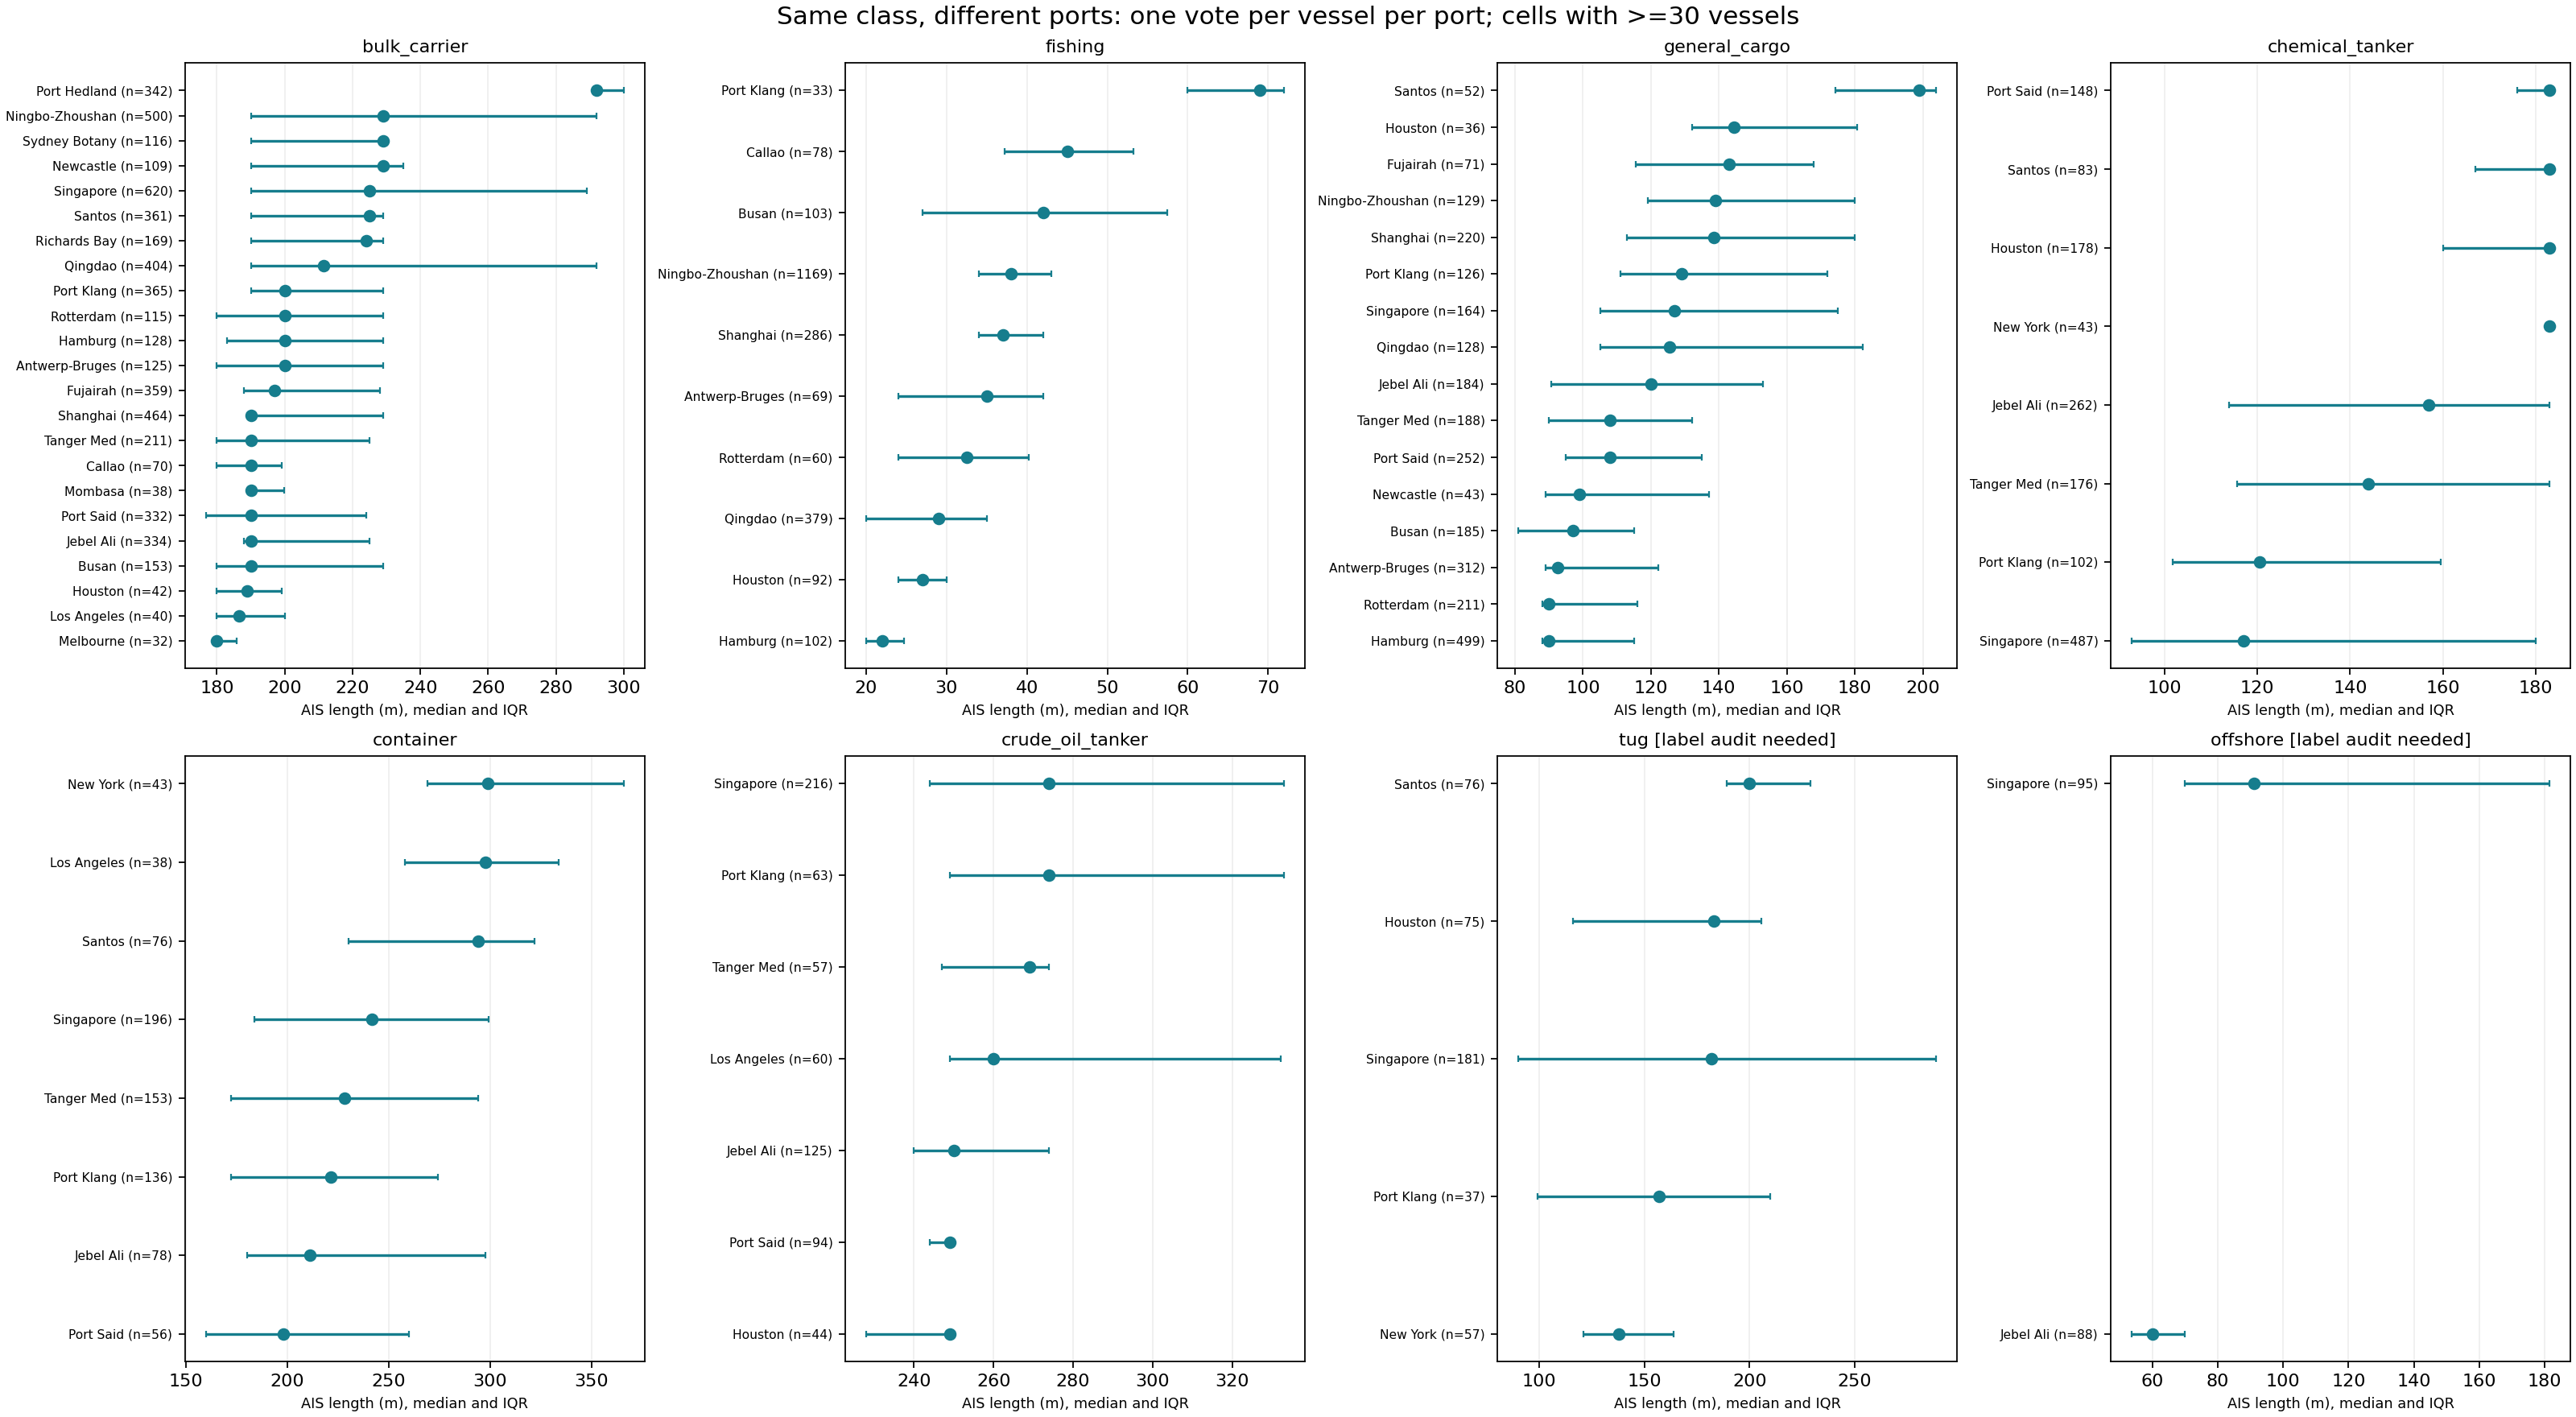 Same class, different ports: one vote per vessel per port; cells with >=30 vessels
bulk_carrier
Port Hedland (n=342)
Ningbo-Zhoushan (n=500)
Sydney Botany (n=116)
Newcastle (n=109)
Singapore (n=620)
Santos (n=361)
Richards Bay (n=169)
Qingdao (n=404)
Port Klang (n=365)
Rotterdam (n=115)
Hamburg (n=128)
Antwerp-Bruges (n=125)
Fujairah (n=359)
Shanghai (n=464)
Tanger Med (n=211)
Callao (n=70)
Mombasa (n=38)
Port Said (n=332)
Jebel Ali (n=334)
Busan (n=153)
Houston (n=42)
Los Angeles (n=40)
Melbourne (n=32)
180 200 220 240 260 280 300
AIS length (m), median and IQR
fishing
Port Klang (n=33)
Callao (n=78)
Busan (n=103)
Ningbo-Zhoushan (n=1169)
Shanghai (n=286)
Antwerp-Bruges (n=69)
Rotterdam (n=60)
Qingdao (n=379)
Houston (n=92)
Hamburg (n=102)
20 30 40 50 60 70
AIS length (m), median and IQR
general_cargo
Santos (n=52)
Houston (n=36)
Fujairah (n=71)
Ningbo-Zhoushan (n=129)
Shanghai (n=220)
Port Klang (n=126)
Singapore (n=164)
Qingdao (n=128)
Jebel Ali (n=184)
Tanger Med (n=188)
Port Said (n=252)
Newcastle (n=43)
Busan (n=185)
Antwerp-Bruges (n=312)
Rotterdam (n=211)
Hamburg (n=499)
80 100 120 140 160 180 200
AIS length (m), median and IQR
chemical_tanker
Port Said (n=148)
Santos (n=83)
Houston (n=178)
New York (n=43)
Jebel Ali (n=262)
Tanger Med (n=176)
Port Klang (n=102)
Singapore (n=487)
100 120 140 160 180
AIS length (m), median and IQR
container
New York (n=43)
Los Angeles (n=38)
Santos (n=76)
Singapore (n=196)
Tanger Med (n=153)
Port Klang (n=136)
Jebel Ali (n=78)
Port Said (n=56)
150 200 250 300 350
AIS length (m), median and IQR
crude_oil_tanker
Singapore (n=216)
Port Klang (n=63)
Tanger Med (n=57)
Los Angeles (n=60)
Jebel Ali (n=125)
Port Said (n=94)
Houston (n=44)
240 260 280 300 320
AIS length (m), median and IQR
tug [label audit needed]
Santos (n=76)
Houston (n=75)
Singapore (n=181)
Port Klang (n=37)
New York (n=57)
100 150 200 250
AIS length (m), median and IQR
offshore [label audit needed]
Singapore (n=95)
Jebel Ali (n=88)
60 80 100 120 140 160 180
AIS length (m), median and IQR